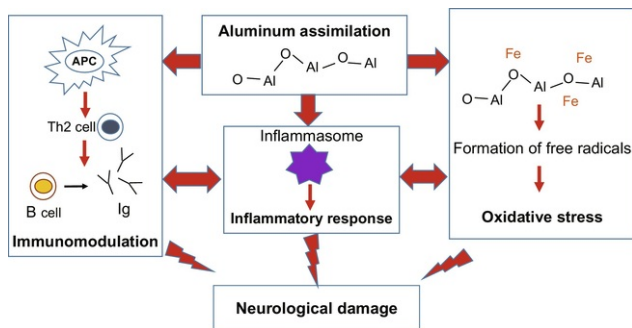 Aluminum assimilation
O
Al
O
Al
O
Al
APC
Th2 cell
B cell
Ig
Immunomodulation
Inflammasome
Inflammatory response
Fe
Fe
O
Al
O
Al
O
Al
Fe
Formation of free radicals
Oxidative stress
Neurological damage